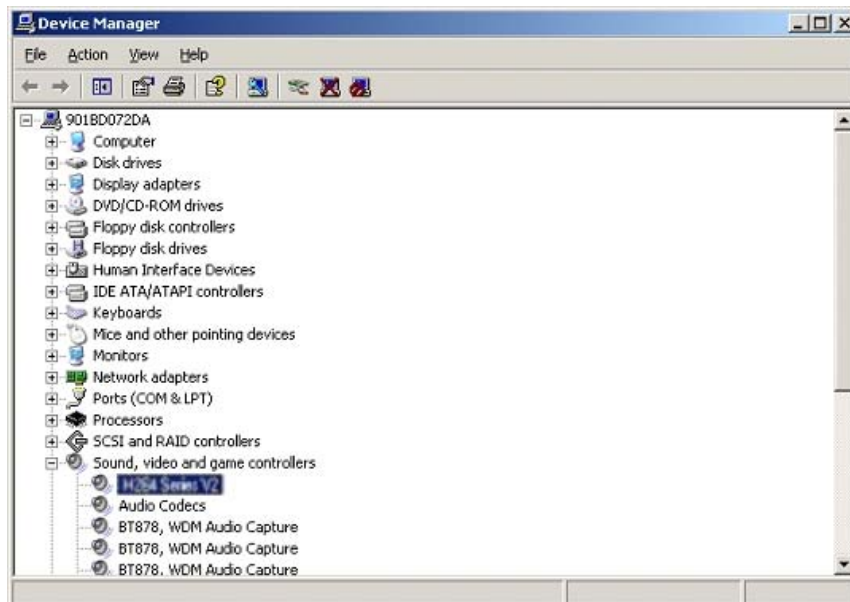 Device Manager
File Action View Help
901BD072DA
Computer
Disk drives
Display adapters
DVD/CD-ROM drives
Floppy disk controllers
Floppy disk drives
Human Interface Devices
IDE ATA/ATAPI controllers
Keyboards
Mice and other pointing devices
Monitors
Network adapters
Ports (COM & LPT)
Processors
SCSI and RAID controllers
Sound, video and game controllers
H264 Series V2
Audio Codecs
BT878, WDM Audio Capture
BT878, WDM Audio Capture
BT878, WDM Audio Capture